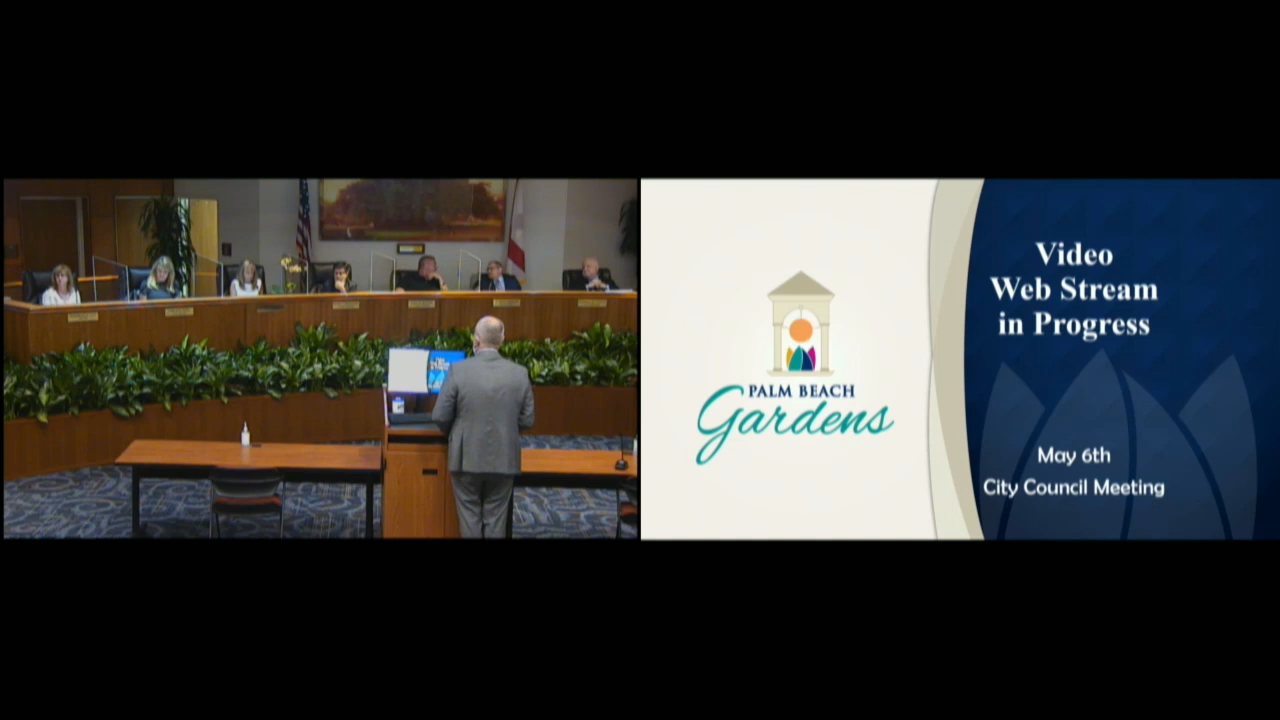 PALM BEACH
Gardens
Video
Web Stream
in Progress
May 6th
City Council Meeting